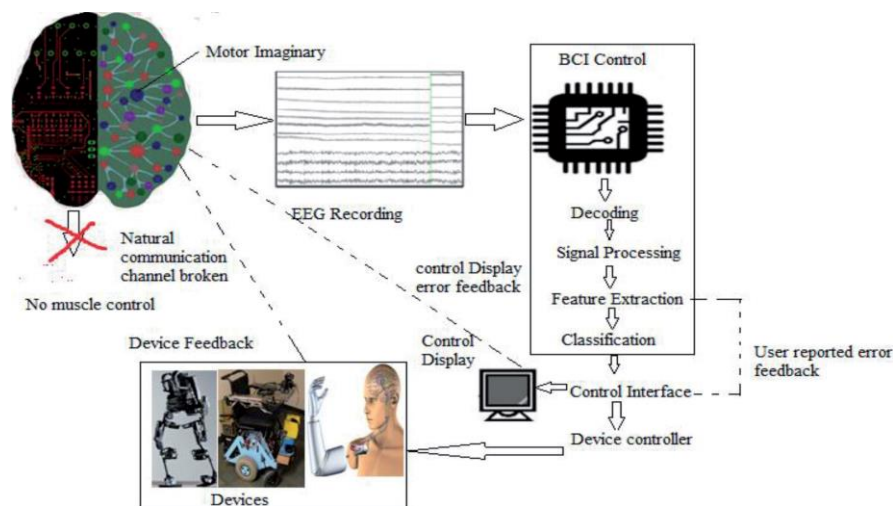 Motor Imaginary
BCI Control
EEG Recording
Decoding
Signal Processing
Feature Extraction
Classification
Natural
communication
channel broken
No muscle control
control Display
error feedback
Device Feedback
Control
Display
User reported error
feedback
Control Interface
Device controller
Devices